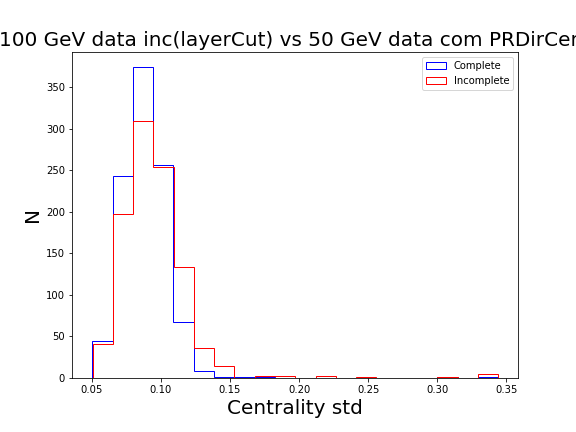 100 GeV data inc(layerCut) vs 50 GeV data com PRDirCen
Complete
Incomplete
350
300
250
200
150
100
50
0
N
0.05 0.10 0.15 0.20 0.25 0.30 0.35
Centrality std